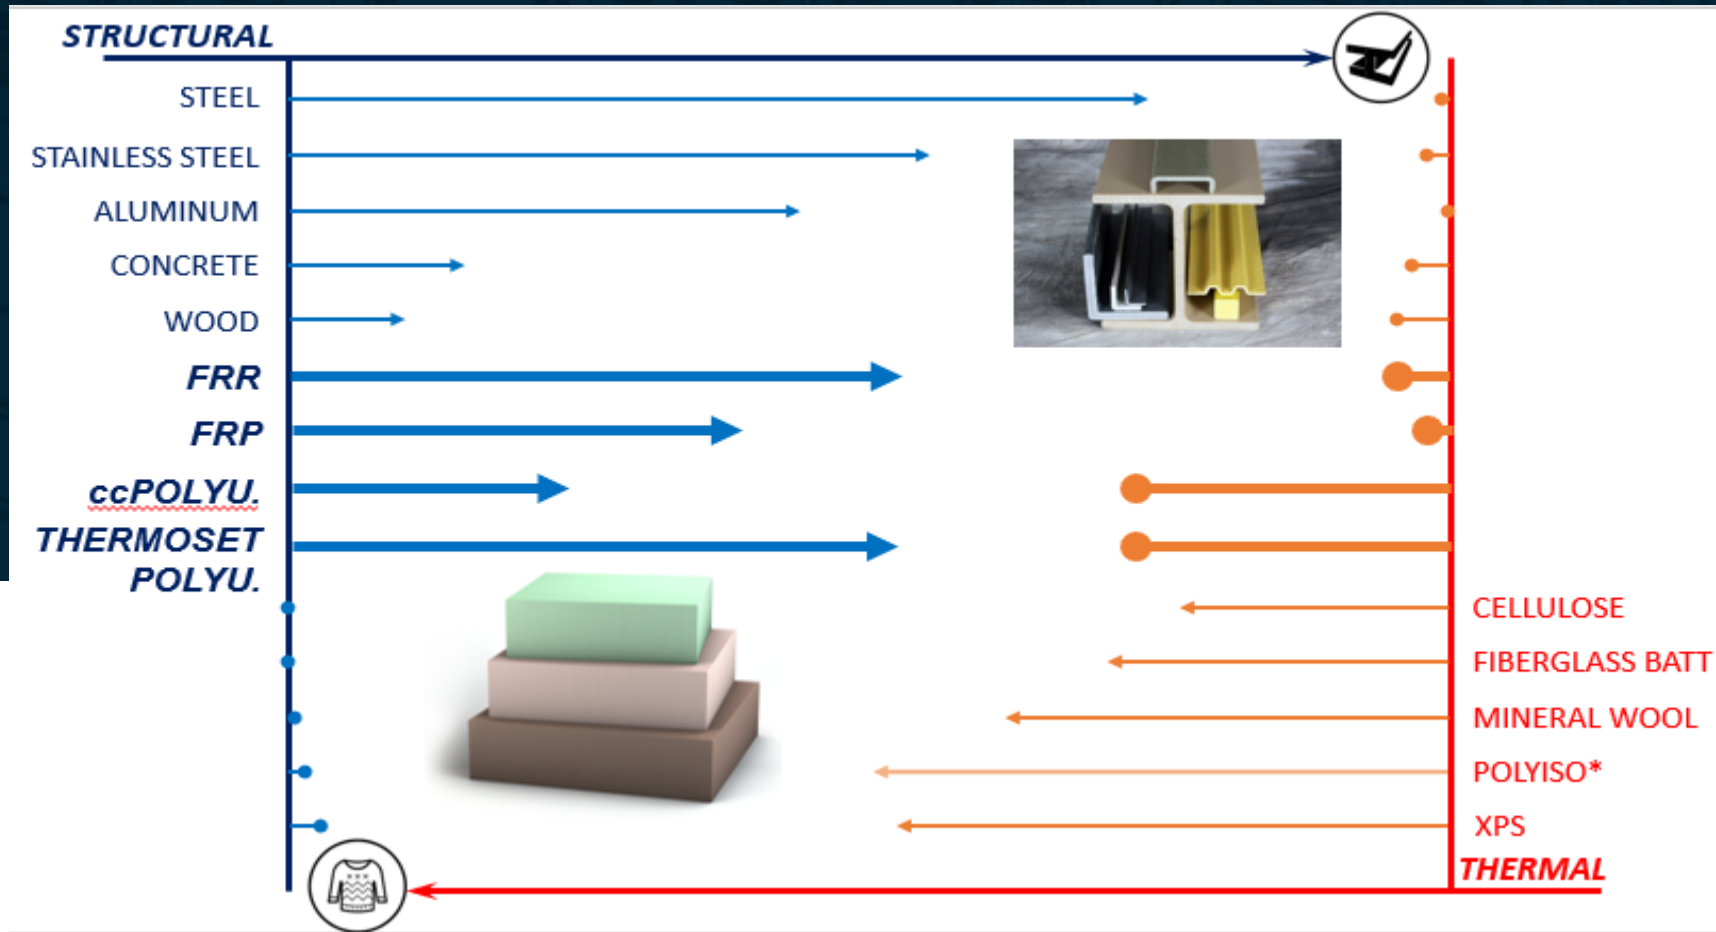 STRUCTURAL
STEEL
STAINLESS STEEL
ALUMINUM
CONCRETE
WOOD
FRR
FRP
ccPOLYU.
THERMOSET
POLYU.
CELLULOSE
FIBERGLASS BATT
MINERAL WOOL
POLYISO*
XPS
THERMAL